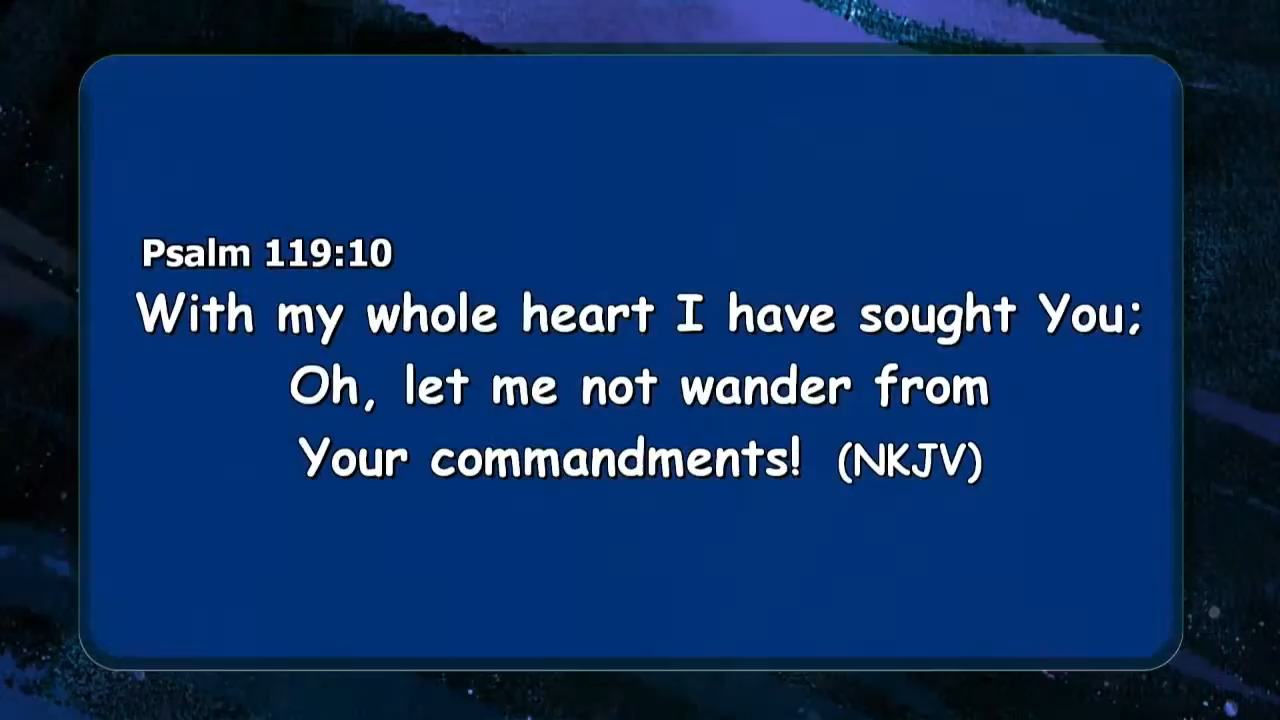 Psalm 119:10
With my whole heart I have sought You;
Oh, let me not wander from
Your commandments! (NKJV)